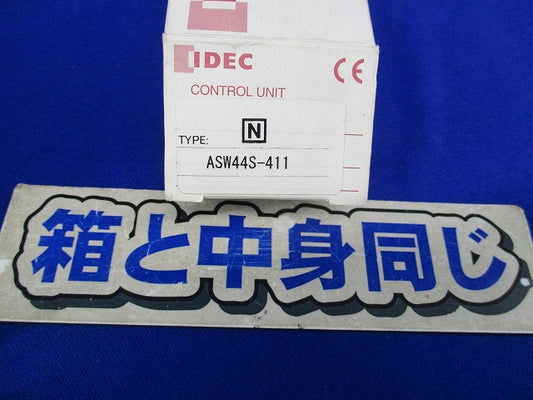 IDEC
CE
CONTROL UNIT
TYPE:
N
ASW44S-411
箱と中身同じ